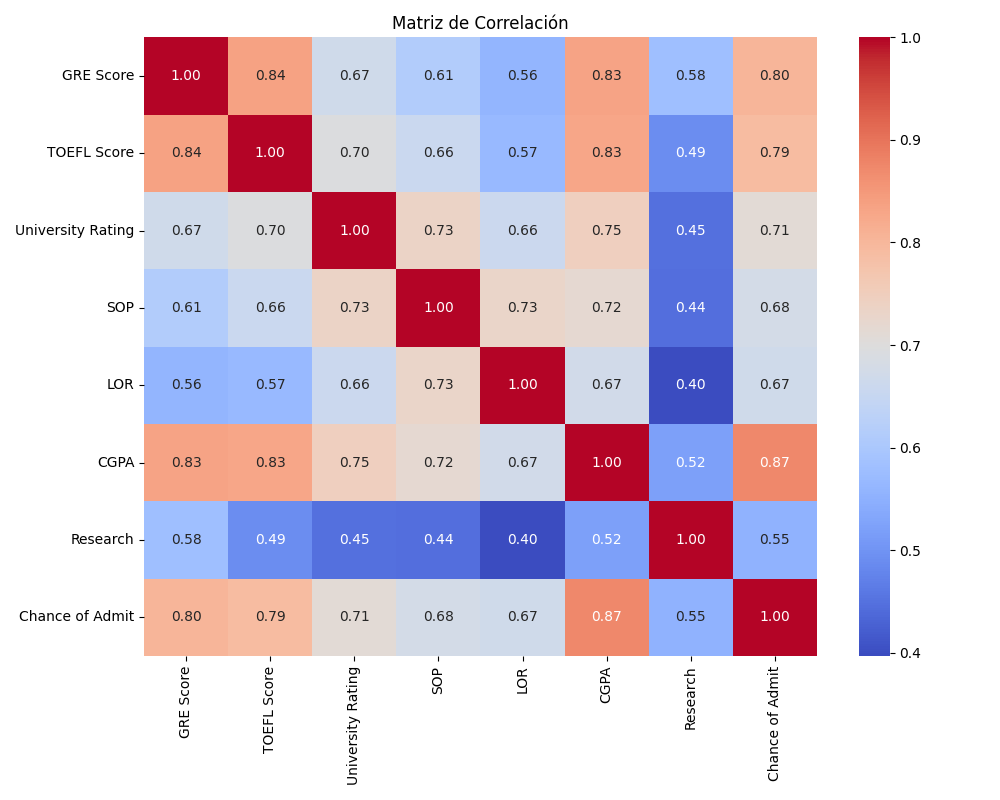 Matriz de Correlación
GRE Score 1.00 0.84 0.67 0.61 0.56 0.83 0.58 0.80
TOEFL Score 0.84 1.00 0.70 0.66 0.57 0.83 0.49 0.79
University Rating 0.67 0.70 1.00 0.73 0.66 0.75 0.45 0.71
SOP 0.61 0.66 0.73 1.00 0.73 0.72 0.44 0.68
LOR 0.56 0.57 0.66 0.73 1.00 0.67 0.40 0.67
CGPA 0.83 0.83 0.75 0.72 0.67 1.00 0.52 0.87
Research 0.58 0.49 0.45 0.44 0.40 0.52 1.00 0.55
Chance of Admit 0.80 0.79 0.71 0.68 0.67 0.87 0.55 1.00
GRE Score
TOEFL Score
University Rating
SOP
LOR
CGPA
Research
Chance of Admit
1.0
0.9
0.8
0.7
0.6
0.5
0.4